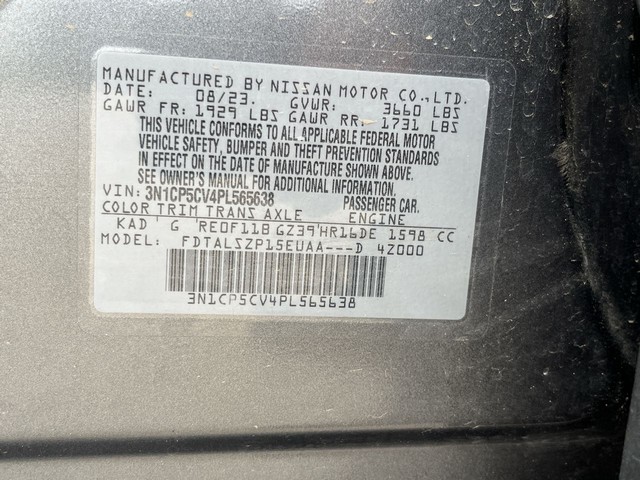 MANUFACTURED BY NISSAN MOTOR CO.,LTD.
DATE: 08/23. GVWR: 3660 LBS
GAWR FR: 1929 LBS GAWR RR: 1731 LBS
THIS VEHICLE CONFORMS TO ALL APPLICABLE FEDERAL MOTOR
VEHICLE SAFETY, BUMPER AND THEFT PREVENTION STANDARDS
IN EFFECT ON THE DATE OF MANUFACTURE SHOWN ABOVE.
SEE OWNER'S MANUAL FOR ADDITIONAL INFORMATION.
VIN: 3N1CP5CV4PL565638 PASSENGER CAR.
COLOR TRIM TRANS AXLE ENGINE
KAD ' G 'RE0F11B GZ39'HR16DE 1598 CC
MODEL: FDTALSZP15EUAA---D 4Z000
3N1CP5CV4PL565638